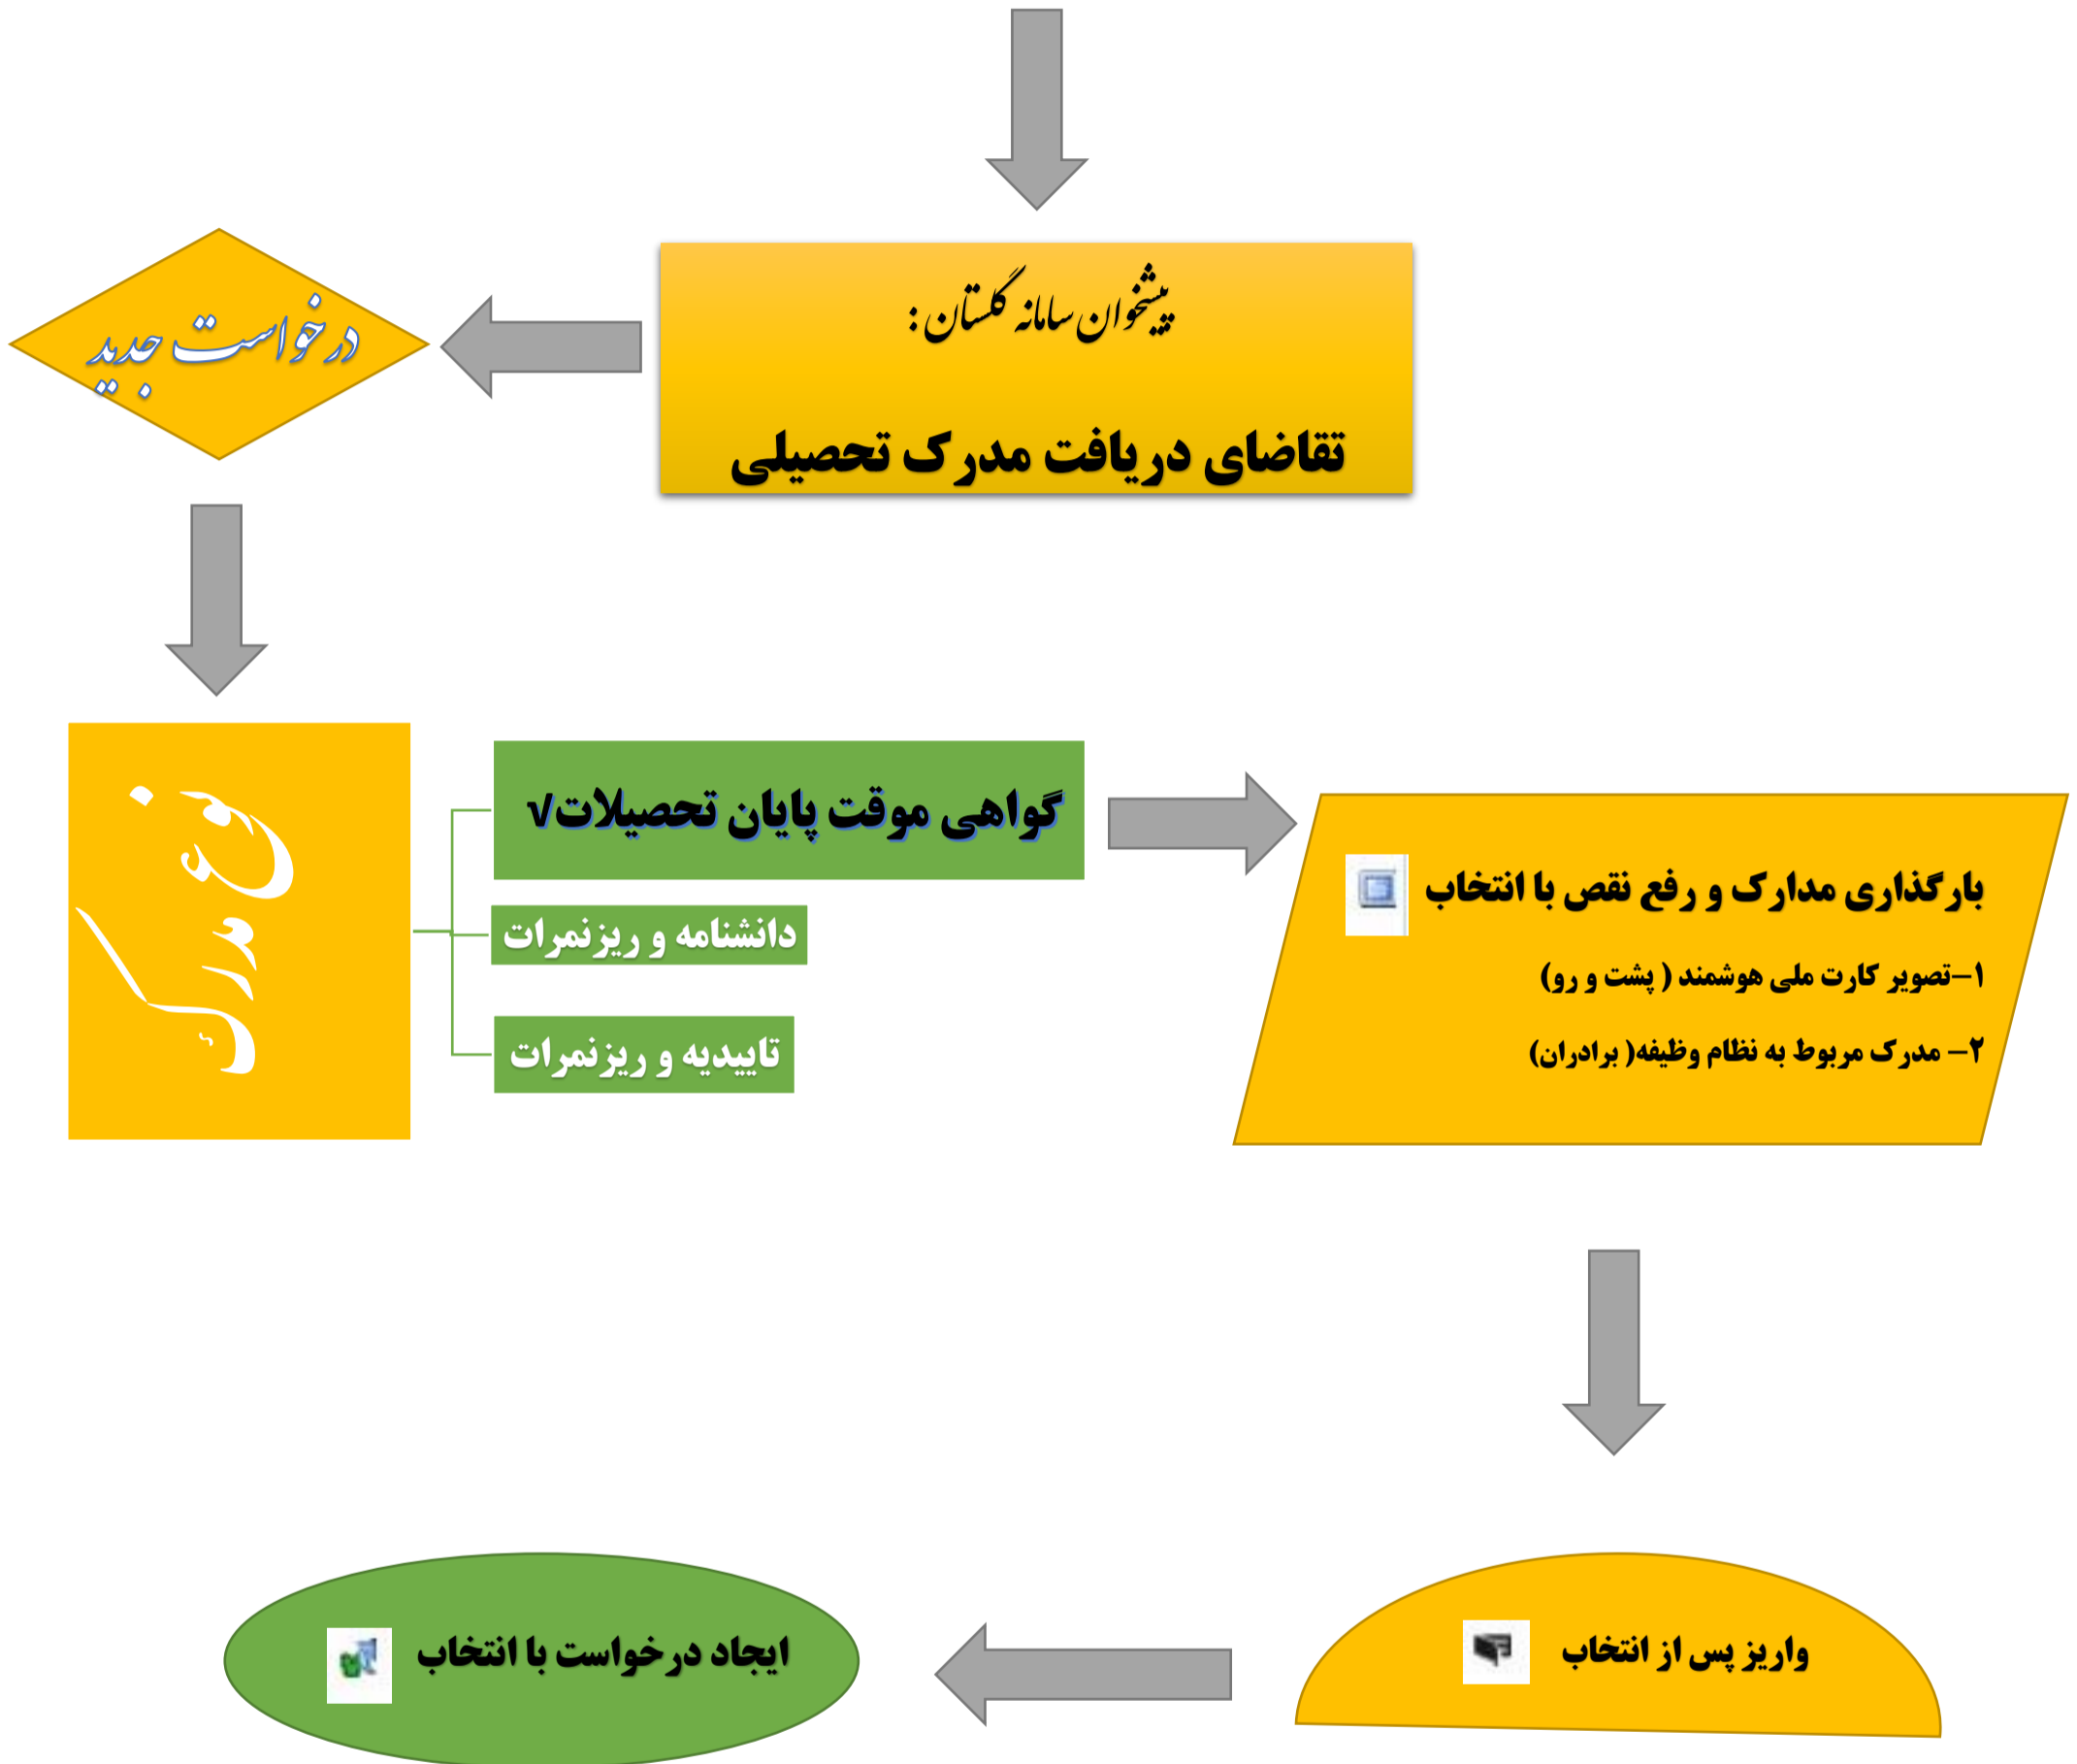 پیشخوان سامانه گلستان :
تقاضای دریافت مدرک تحصیلی
درخواست جدید
نوع مدرک
گواهی موقت پایان تحصیلات√
دانشنامه و ریزنمرات
تاییدیه و ریزنمرات
بارگذاری مدارک و رفع نقص با انتخاب
۱–تصویر کارت ملی هوشمند ( پشت و رو)
۲– مدرک مربوط به نظام وظیفه( برادران)
واریز پس از انتخاب
ایجاد درخواست با انتخاب